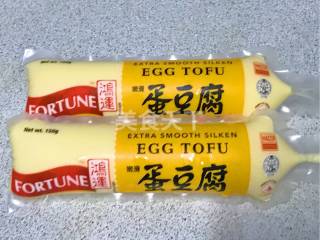 鴻運
FORTUNE
EXTRA SMOOTH SILKEN
EGG TOFU
嫩滑
蛋豆腐
Net wt. 150g
鴻運
FORTUNE
EXTRA SMOOTH SILKEN
EGG TOFU
嫩滑
蛋豆腐